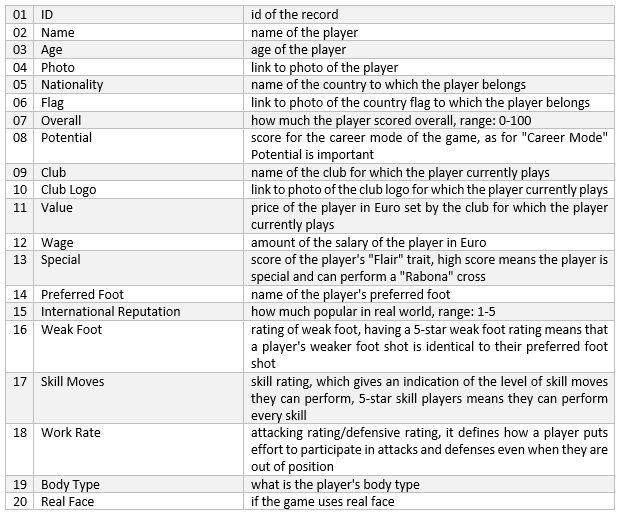 01 ID id of the record
02 Name name of the player
03 Age age of the player
04 Photo link to photo of the player
05 Nationality name of the country to which the player belongs
06 Flag link to photo of the country flag to which the player belongs
07 Overall how much the player scored overall, range: 0-100
08 Potential score for the career mode of the game, as for "Career Mode"
Potential is important
09 Club name of the club for which the player currently plays
10 Club Logo link to photo of the club logo for which the player currently plays
11 Value price of the player in Euro set by the club for which the player
currently plays
12 Wage amount of the salary of the player in Euro
13 Special score of the player's "Flair" trait, high score means the player is
special and can perform a "Rabona" cross
14 Preferred Foot name of the player's preferred foot
15 International Reputation how much popular in real world, range: 1-5
16 Weak Foot rating of weak foot, having a 5-star weak foot rating means that
a player's weaker foot shot is identical to their preferred foot
shot
17 Skill Moves skill rating, which gives an indication of the level of skill moves
they can perform, 5-star skill players means they can perform
every skill
18 Work Rate attacking rating/defensive rating, it defines how a player puts
effort to participate in attacks and defenses even when they are
out of position
19 Body Type what is the player's body type
20 Real Face if the game uses real face